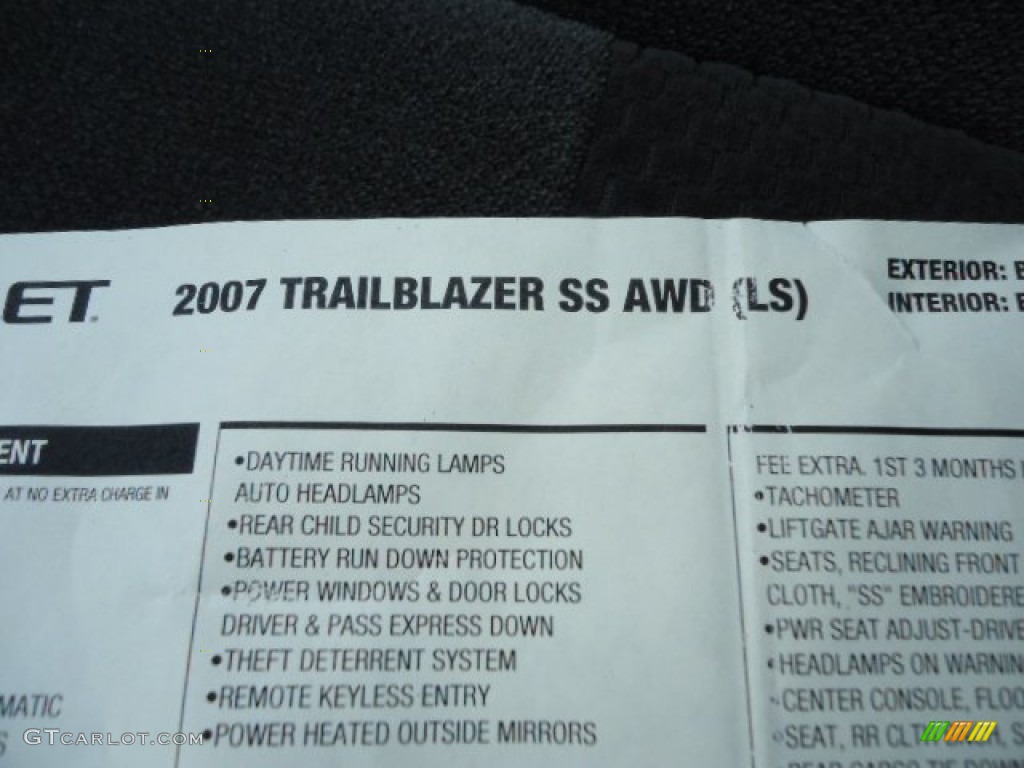 ET 2007 TRAILBLAZER SS AWD (LS)
EXTERIOR: B
INTERIOR: E
ENT
AT NO EXTRA CHARGE IN
MATIC
S
•DAYTIME RUNNING LAMPS
AUTO HEADLAMPS
•REAR CHILD SECURITY DR LOCKS
•BATTERY RUN DOWN PROTECTION
•POWER WINDOWS & DOOR LOCKS
DRIVER & PASS EXPRESS DOWN
•THEFT DETERRENT SYSTEM
•REMOTE KEYLESS ENTRY
•POWER HEATED OUTSIDE MIRRORS
FEE EXTRA. 1ST 3 MONTHS
•TACHOMETER
•LIFTGATE AJAR WARNING
•SEATS, RECLINING FRONT
CLOTH, "SS" EMBROIDERE
•PWR SEAT ADJUST-DRIVE
•HEADLAMPS ON WARNIN
•CENTER CONSOLE, FLOO
•SEAT, RR
GTCARLOT.COM